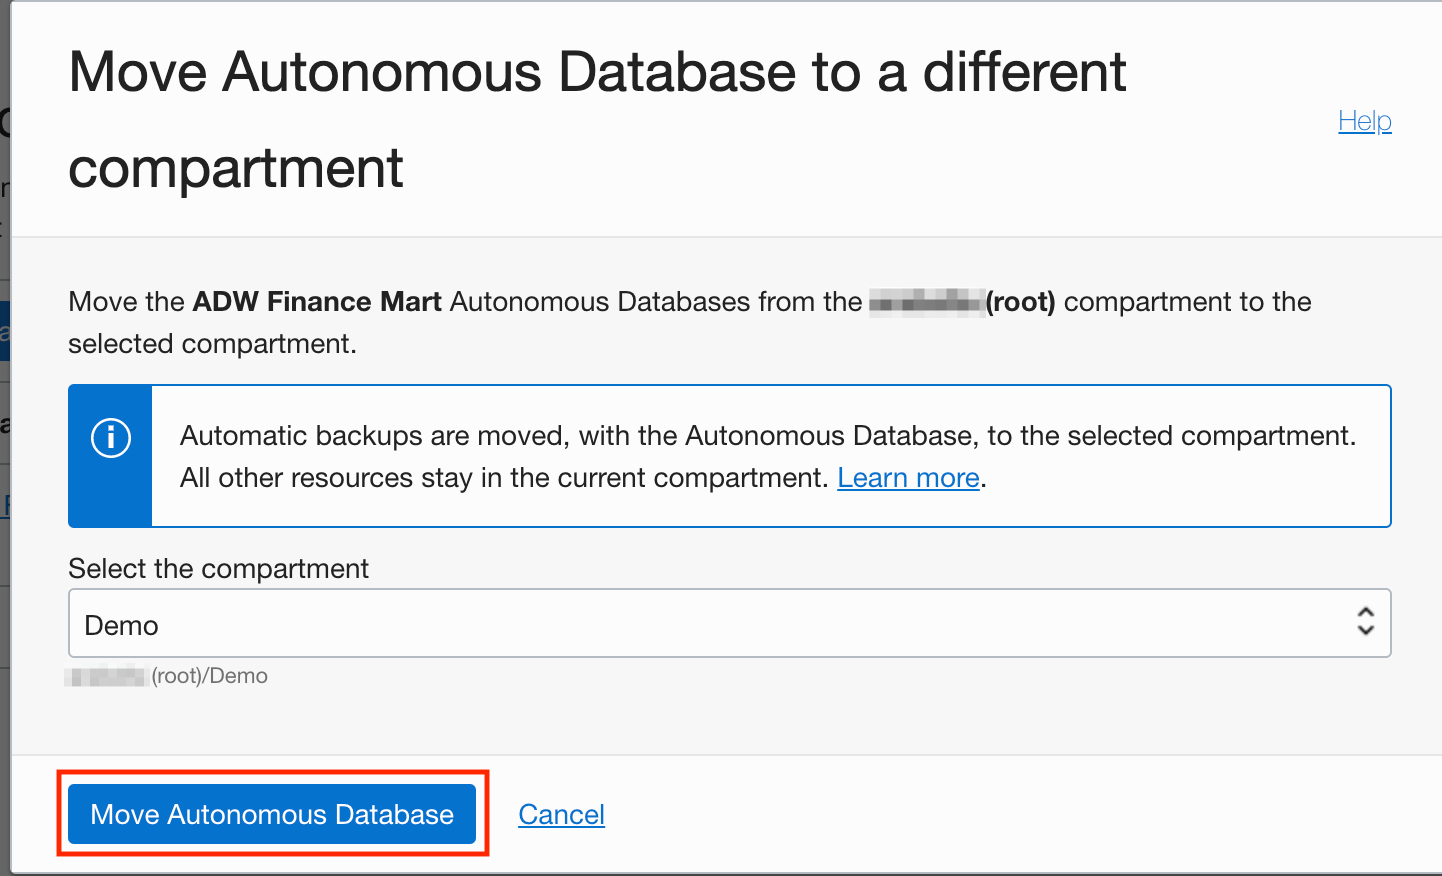 Move Autonomous Database to a different
compartment
Help
Move the ADW Finance Mart Autonomous Databases from the (root) compartment to the
selected compartment.
Automatic backups are moved, with the Autonomous Database, to the selected compartment.
All other resources stay in the current compartment. Learn more.
Select the compartment
Demo
(root)/Demo
Move Autonomous Database
Cancel